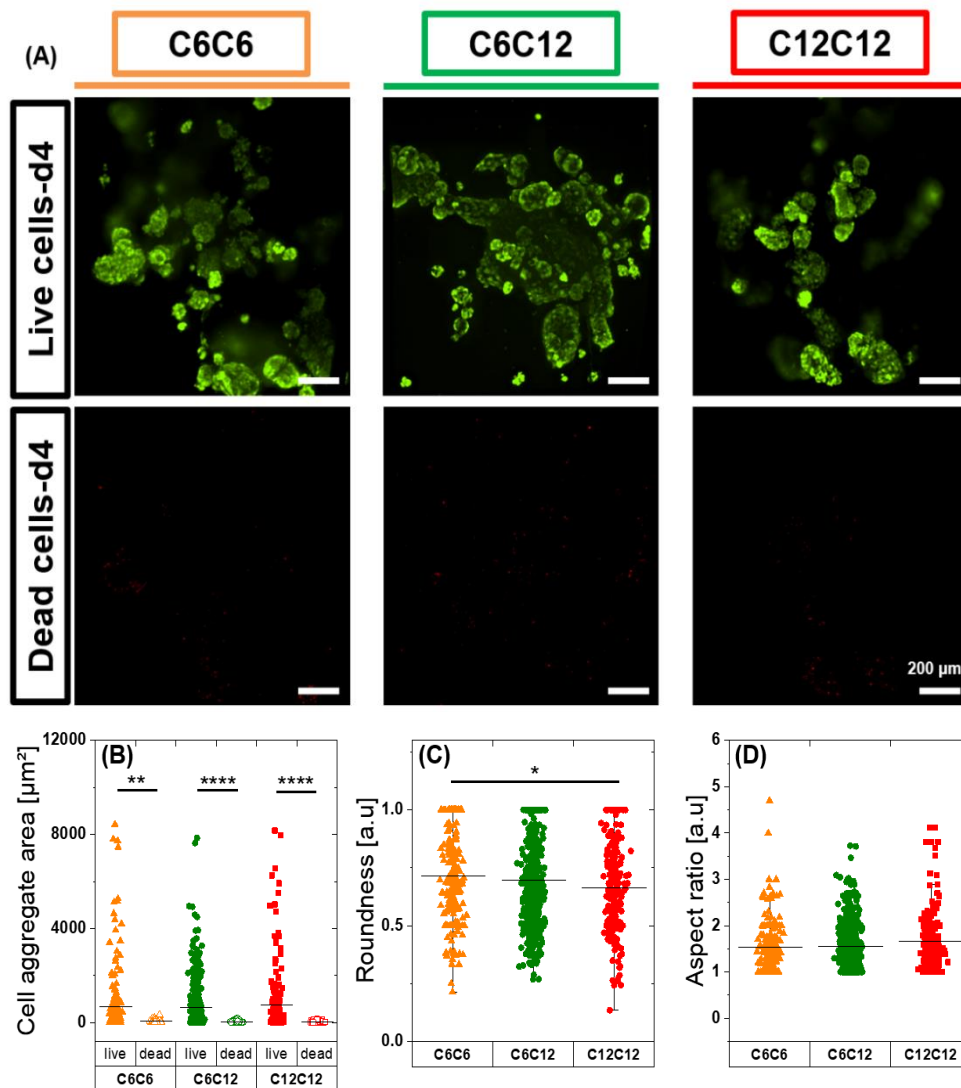 (A)
C6C6
C6C12
C12C12
Live cells-d4
Dead cells-d4
200 µm
(B)
Cell aggregate area [µm²]
12000
8000
4000
0
**
****
****
live
dead
live
dead
live
dead
C6C6
C6C12
C12C12
(C)
Roundness [a.u]
1.0
0.5
0.0
*
C6C6
C6C12
C12C12
(D)
Aspect ratio [a.u]
6
5
4
3
2
1
0
C6C6
C6C12
C12C12